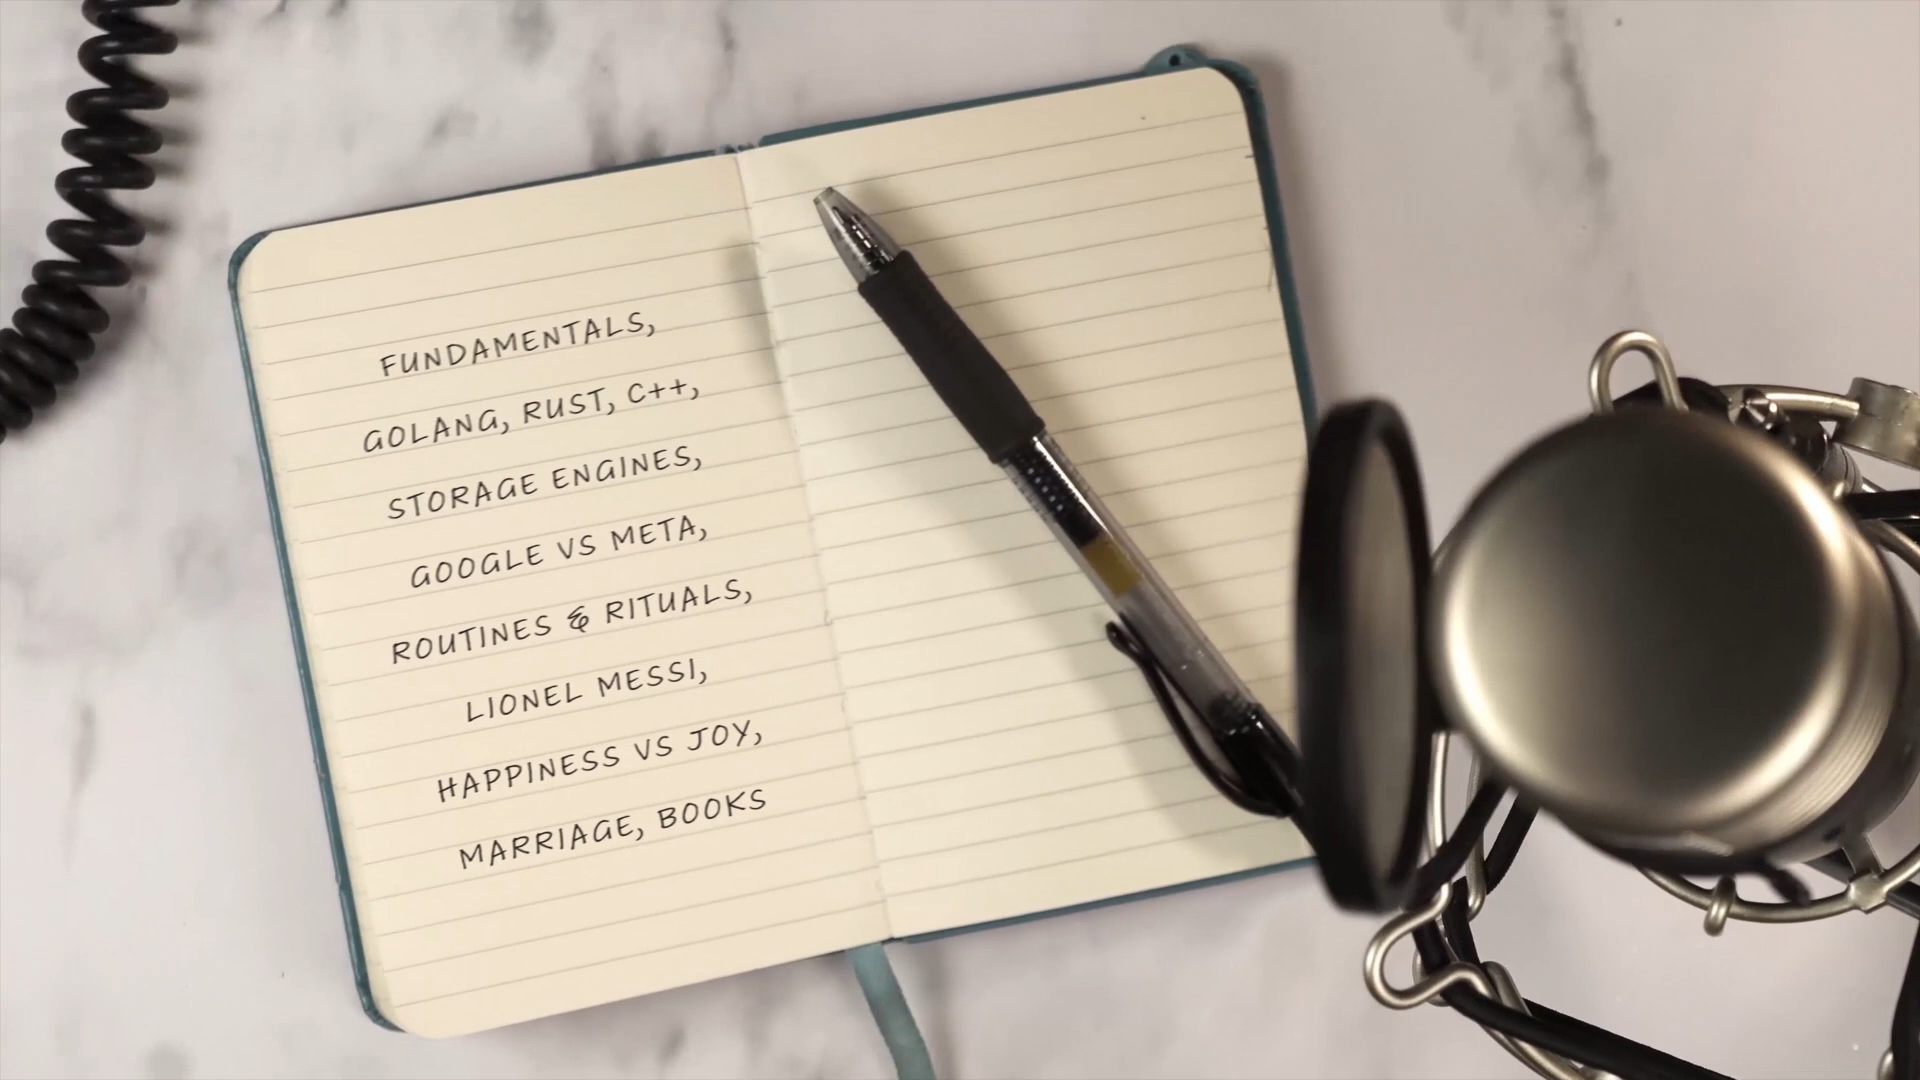 FUNDAMENTALS,
GOLANG, RUST, C++,
STORAGE ENGINES,
GOOGLE VS META,
ROUTINES & RITUALS,
LIONEL MESSI,
HAPPINESS VS JOY,
MARRIAGE, BOOKS